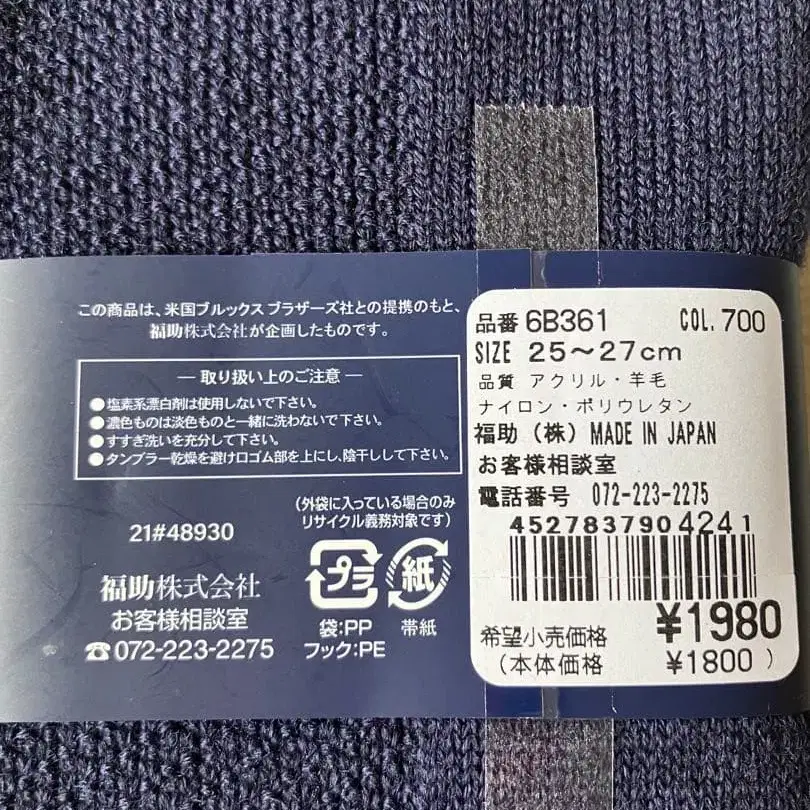 この商品は、米国ブルックス ブラザーズ社との提携のもと、
福助株式会社が企画したものです。
― 取り扱い上のご注意 ―
●塩素系漂白剤は使用しないで下さい。
●濃色ものは淡色ものと一緒に洗わないで下さい。
●すすぎ洗いを充分して下さい。
●タンブラー乾燥を避け口ゴム部を上にし、陰干しして下さい。
21#48930
福助株式会社
お客様相談室
☎072-223-2275
(外袋に入っている場合のみ
リサイクル義務対象です)
プラ
紙
袋:PP
フック:PE
帯紙
品番 6B361 COL. 700
SIZE 25～27cm
品質 アクリル・羊毛
ナイロン・ポリウレタン
福助（株）MADE IN JAPAN
お客様相談室
電話番号 072-223-2275
4527837904241
希望小売価格 ¥1980
(本体価格 ¥1800 )